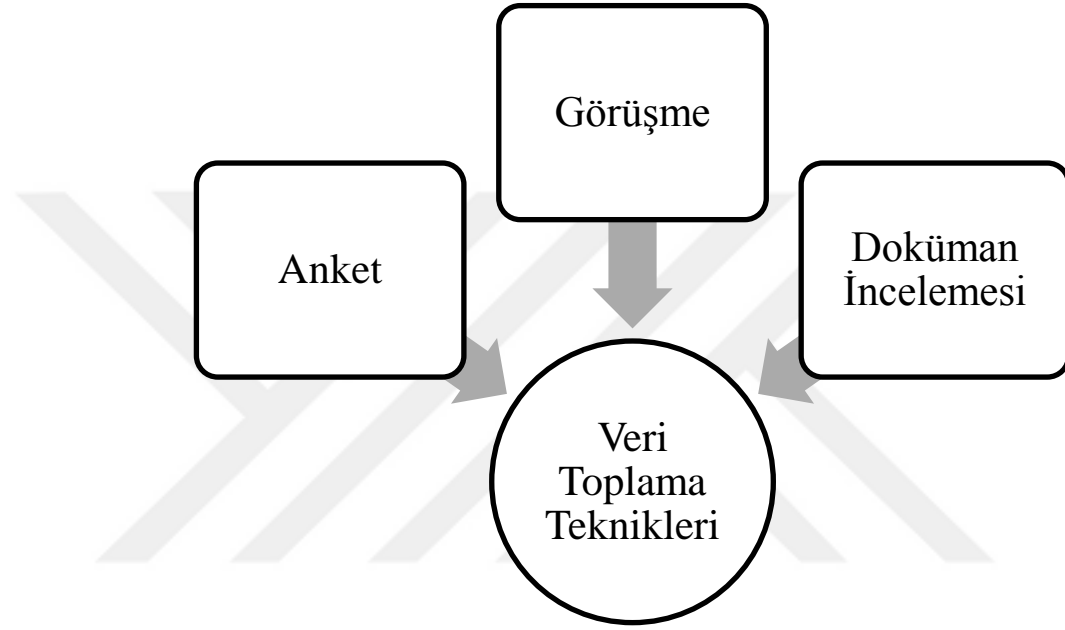 Görüşme
Anket
Doküman
İncelemesi
Veri
Toplama
Teknikleri